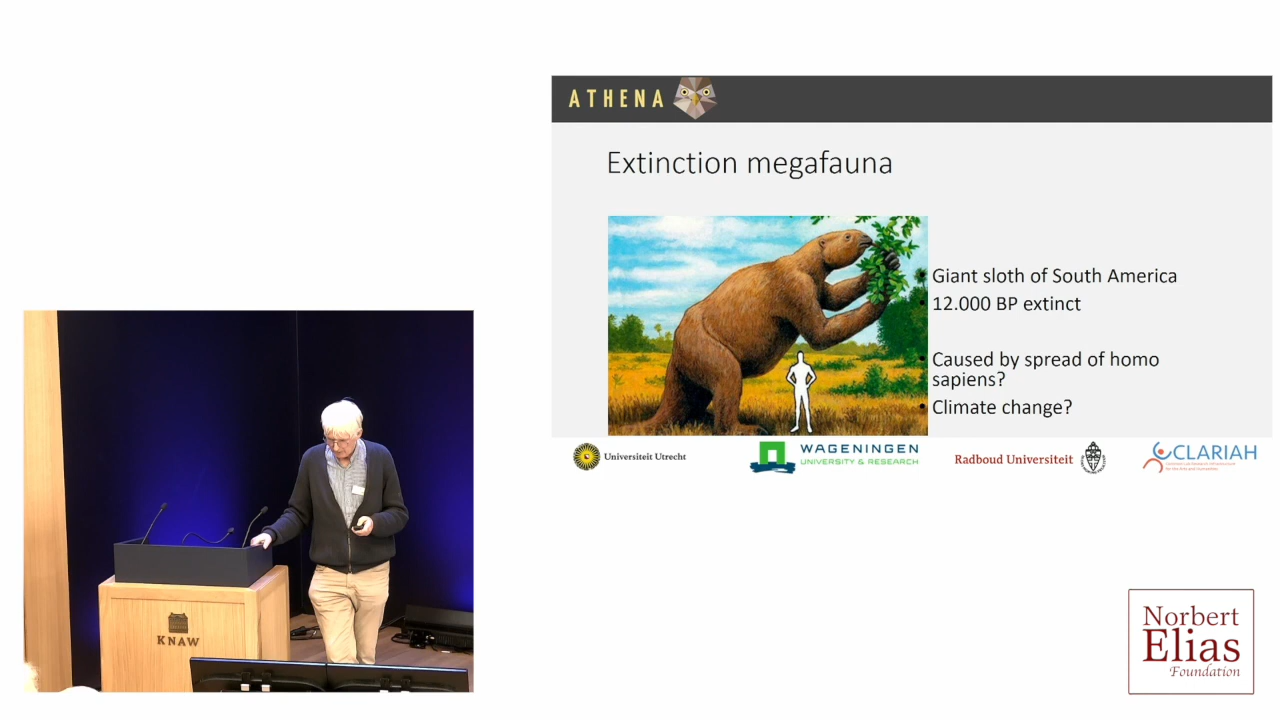 ATHENA
Extinction megafauna
Giant sloth of South America
12.000 BP extinct
Caused by spread of homo
sapiens?
Climate change?
Universiteit Utrecht
WAGENINGEN
UNIVERSITY & RESEARCH
Radboud Universiteit
CLARIAH
KNAW
Norbert
Elias
Foundation